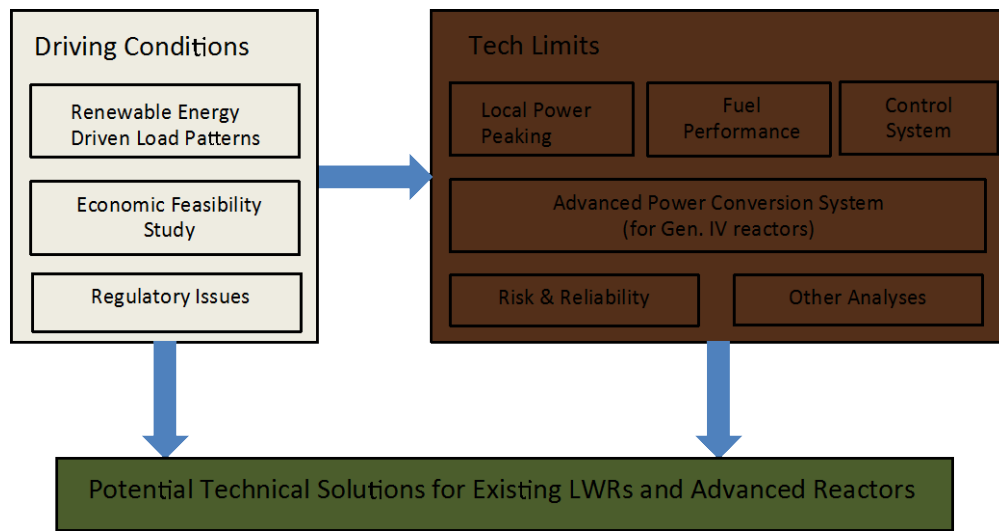 Driving Conditions
Renewable Energy
Driven Load Patterns
Economic Feasibility
Study
Regulatory Issues
Tech Limits
Local Power
Peaking
Fuel
Performance
Control
System
Advanced Power Conversion System
(for Gen. IV reactors)
Risk & Reliability
Other Analyses
Potential Technical Solutions for Existing LWRs and Advanced Reactors